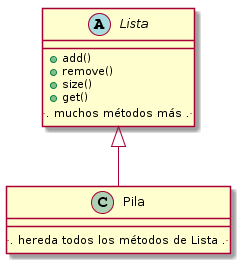 A Lista
add()
remove()
size()
get()
.. muchos métodos más ..
C Pila
.. hereda todos los métodos de Lista ..